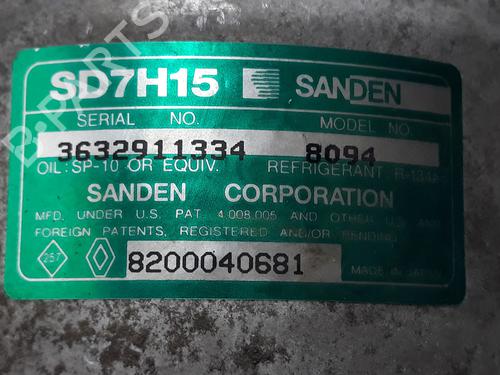 SD7H15 SANDEN
SERIAL NO. MODEL NO.
3632911334 8094
OIL: SP-10 OR EQUIV. REFRIGERANT R-134a
SANDEN CORPORATION
MFD. UNDER U.S. PAT. 4.008.005 AND OTHER U.S. AND
FOREIGN PATENTS, REGISTERED AND/OR PENDING
257 8200040681 MADE IN JAPAN
B-PARTS